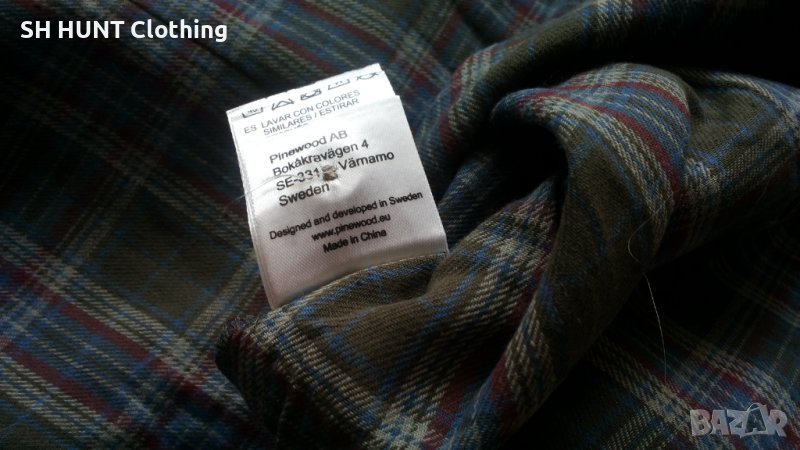 SH HUNT Clothing
ES LAVAR CON COLORES
SIMILARES / ESTIRAR
Pinewood AB
Bokåkravägen 4
Värnamo
Sweden
Designed and developed in Sweden
www.pinewood.eu
Made in China
BAZAR